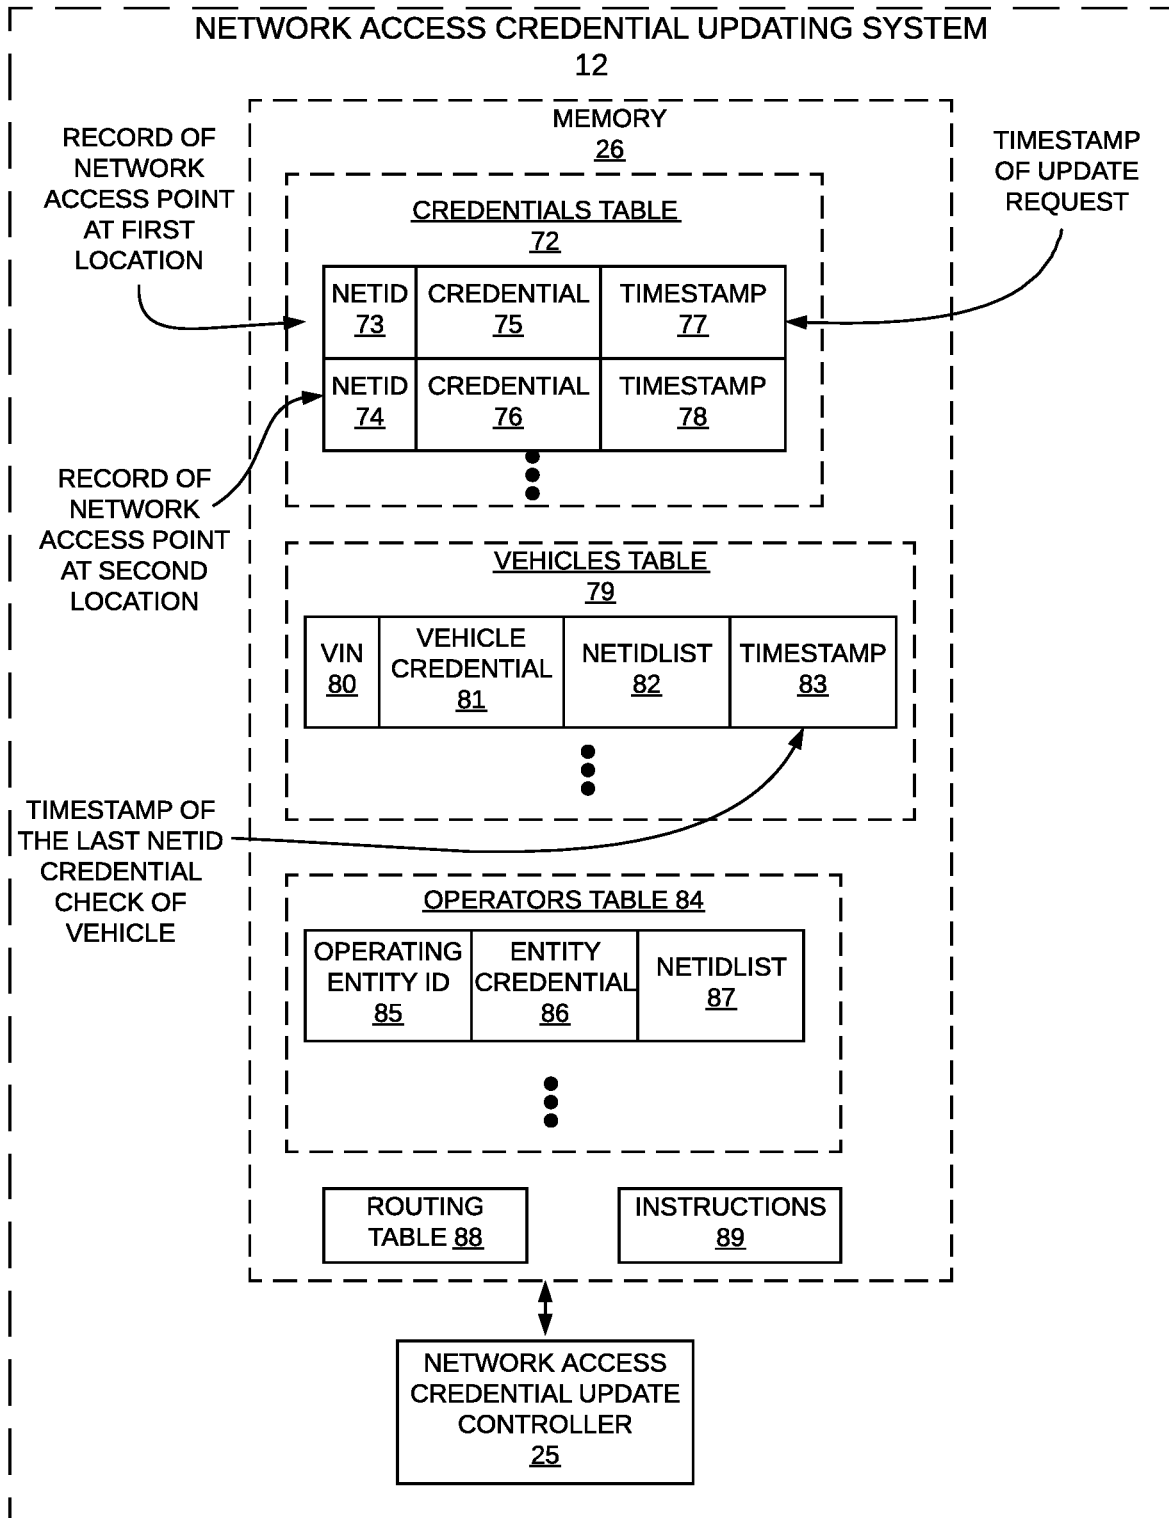 NETWORK ACCESS CREDENTIAL UPDATING SYSTEM
12
MEMORY
26
RECORD OF
NETWORK
ACCESS POINT
AT FIRST
LOCATION
TIMESTAMP
OF UPDATE
REQUEST
CREDENTIALS TABLE
72
NETID
73
CREDENTIAL
75
TIMESTAMP
77
NETID
74
CREDENTIAL
76
TIMESTAMP
78
RECORD OF
NETWORK
ACCESS POINT
AT SECOND
LOCATION
VEHICLES TABLE
79
VIN
80
VEHICLE
CREDENTIAL
81
NETIDLIST
82
TIMESTAMP
83
TIMESTAMP OF
THE LAST NETID
CREDENTIAL
CHECK OF
VEHICLE
OPERATORS TABLE 84
OPERATING
ENTITY ID
85
ENTITY
CREDENTIAL
86
NETIDLIST
87
ROUTING
TABLE 88
INSTRUCTIONS
89
NETWORK ACCESS
CREDENTIAL UPDATE
CONTROLLER
25